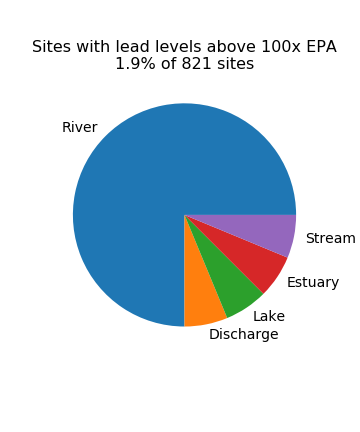 Sites with lead levels above 100x EPA
1.9% of 821 sites
River
Stream
Estuary
Lake
Discharge